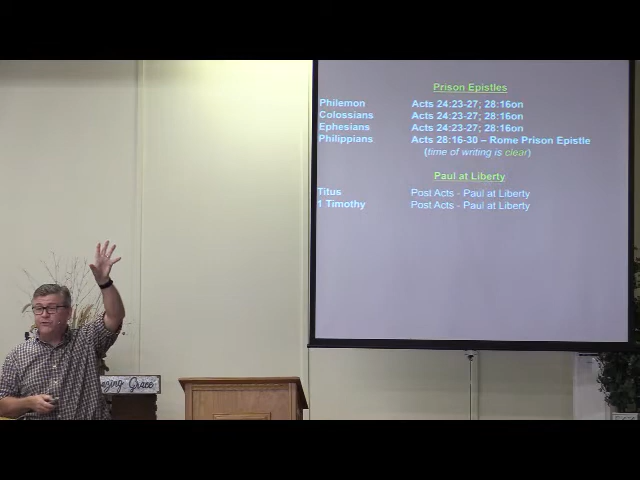 Prison Epistles
Philemon Acts 24:23-27; 28:16on
Colossians Acts 24:23-27; 28:16on
Ephesians Acts 24:23-27; 28:16on
Philippians Acts 28:16-30 – Rome Prison Epistle
(time of writing is clear)
Paul at Liberty
Titus Post Acts - Paul at Liberty
1 Timothy Post Acts - Paul at Liberty
azing Grace